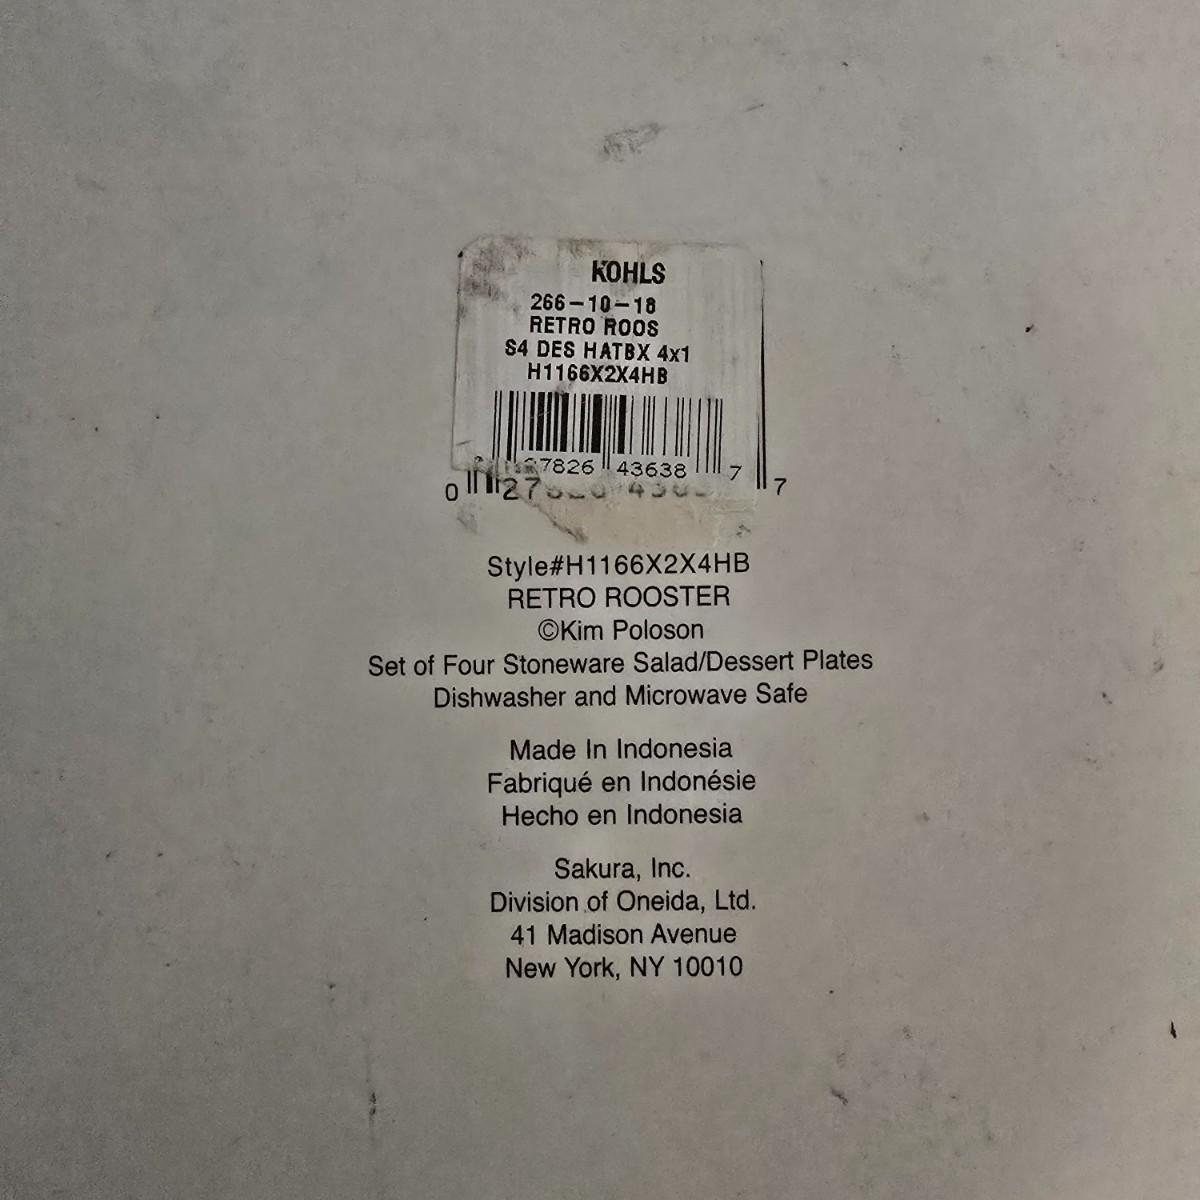 KOHLS
266-10-18
RETRO ROOS
S4 DES HATBX 4x1
H1166X2X4HB
27826 43638 7
0 27 7
Style#H1166X2X4HB
RETRO ROOSTER
©Kim Poloson
Set of Four Stoneware Salad/Dessert Plates
Dishwasher and Microwave Safe
Made In Indonesia
Fabriqué en Indonésie
Hecho en Indonesia
Sakura, Inc.
Division of Oneida, Ltd.
41 Madison Avenue
New York, NY 10010